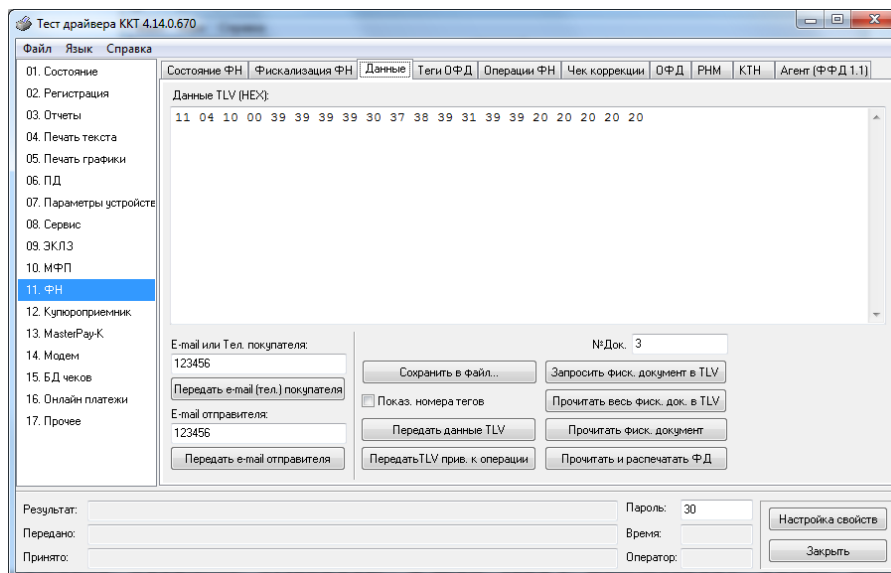 Тест драйвера ККТ 4.14.0.670
Файл Язык Справка
01. Состояние
02. Регистрация
03. Отчеты
04. Печать текста
05. Печать графики
06. ПД
07. Параметры устройств
08. Сервис
09. ЭКЛЗ
10. МФП
11. ФН
12. Купюроприемник
13. MasterPay-K
14. Модем
15. БД чеков
16. Онлайн платежи
17. Прочее
Состояние ФН Фискализация ФН Данные Теги ОФД Операции ФН Чек коррекции ОФД РНМ КТН Агент (ФФД 1.1)
Данные TLV (HEX):
11 04 10 00 39 39 39 39 30 37 38 39 31 39 39 20 20 20 20 20
E-mail или Тел. покупателя:
123456
Передать e-mail (тел.) покупателя
E-mail отправителя:
123456
Передать e-mail отправителя
№Док. 3
Сохранить в файл... Запросить фиск. документ в TLV
Показ. номера тегов Прочитать весь фиск. док. в TLV
Передать данные TLV Прочитать фиск. документ
ПередатьTLV прив. к операции Прочитать и распечатать ФД
Результат: Пароль: 30
Передано: Время:
Принято: Оператор:
Настройка свойств
Закрыть